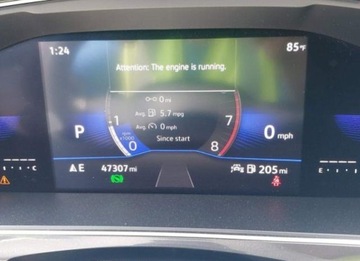 1:24
85°F
Attention: The engine is running.
0 mi
Avg. 5.7 mpg
Avg. 0 mph
Since start
P
1
7
0
8
0 mph
E
47307 mi
205 mi
C